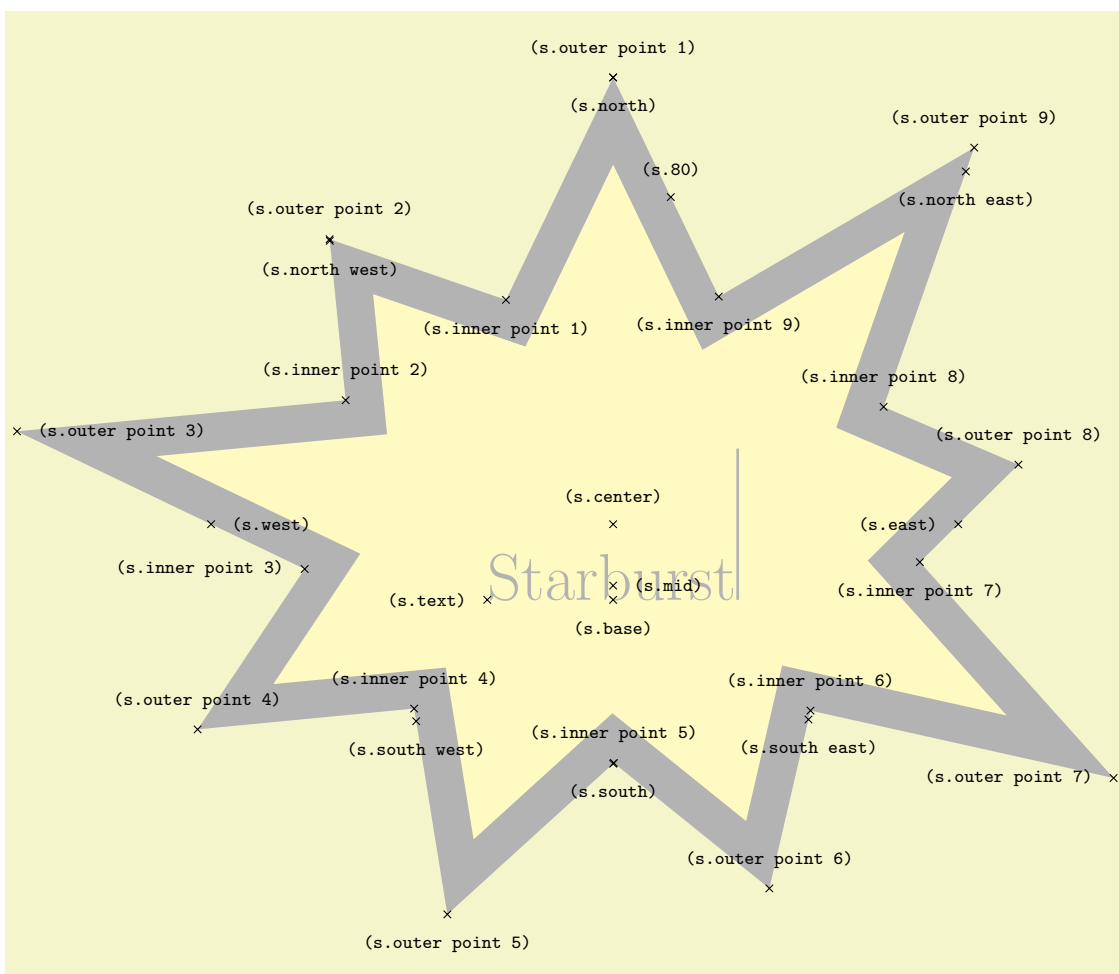 (s.outer point 1)
(s.north)
(s.outer point 9)
(s.80)
(s.north east)
(s.outer point 2)
(s.north west)
(s.inner point 9)
(s.inner point 1)
(s.inner point 2)
(s.inner point 8)
(s.outer point 3)
(s.outer point 8)
(s.center)
(s.west)
(s.east)
(s.inner point 3)
Starburst
(s.mid)
(s.inner point 7)
(s.text)
(s.base)
(s.inner point 4)
(s.inner point 6)
(s.outer point 4)
(s.inner point 5)
(s.south east)
(s.south west)
(s.outer point 7)
(s.south)
(s.outer point 6)
(s.outer point 5)